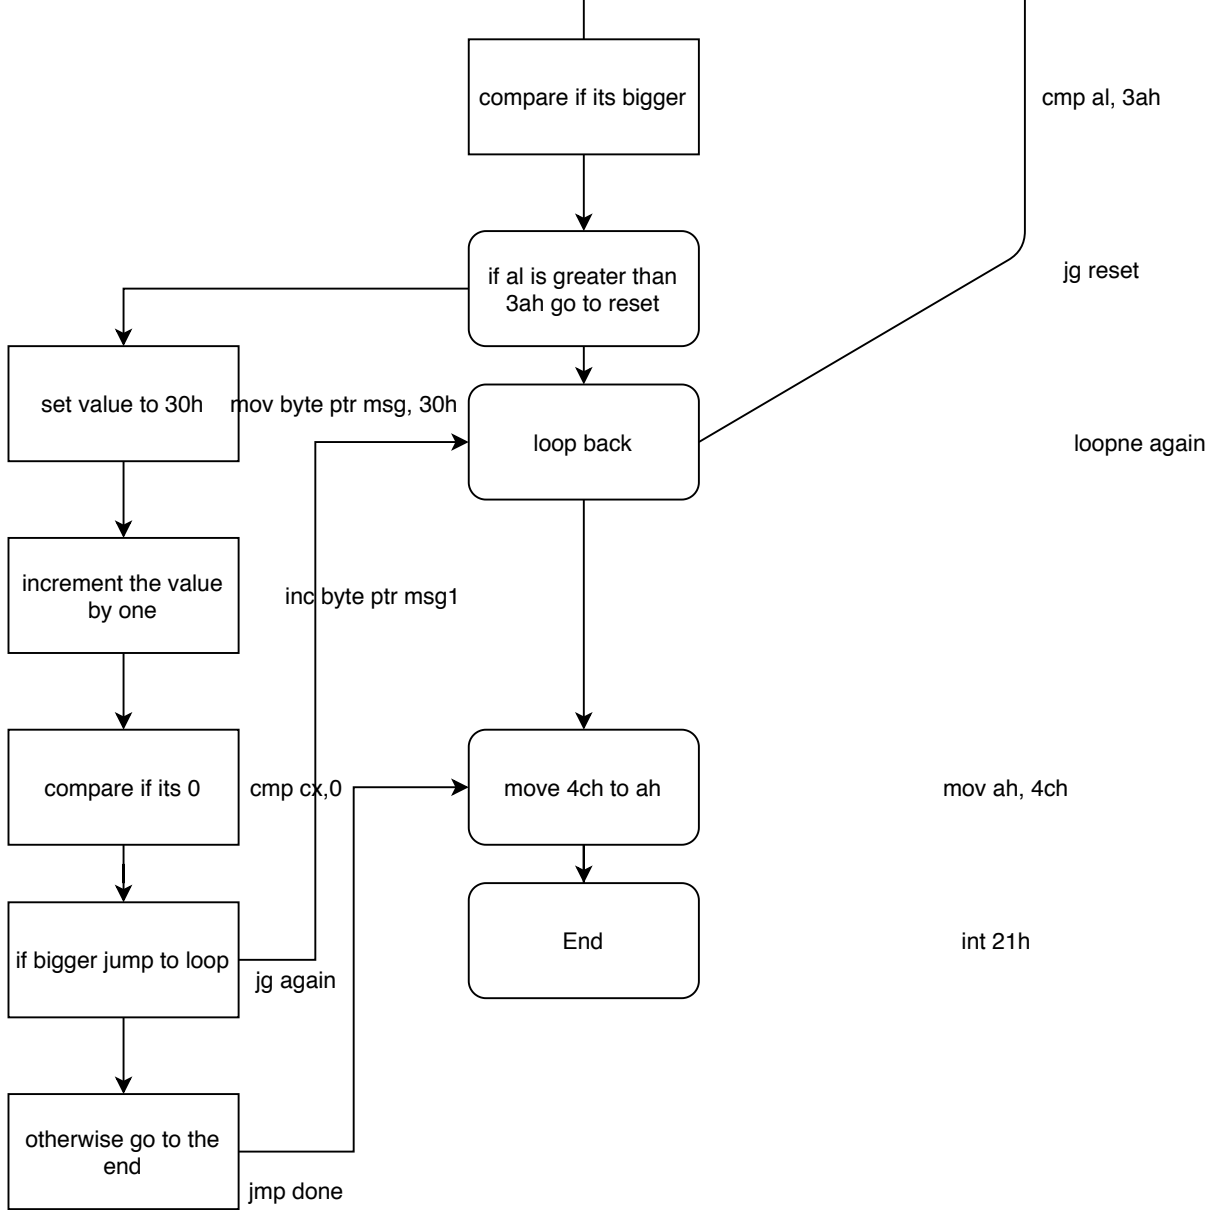 compare if its bigger
cmp al, 3ah
if al is greater than
3ah go to reset
jg reset
set value to 30h
mov byte ptr msg, 30h
loop back
loopne again
increment the value
by one
inc byte ptr msg1
compare if its 0
cmp cx,0
move 4ch to ah
mov ah, 4ch
if bigger jump to loop
jg again
End
int 21h
otherwise go to the
end
jmp done